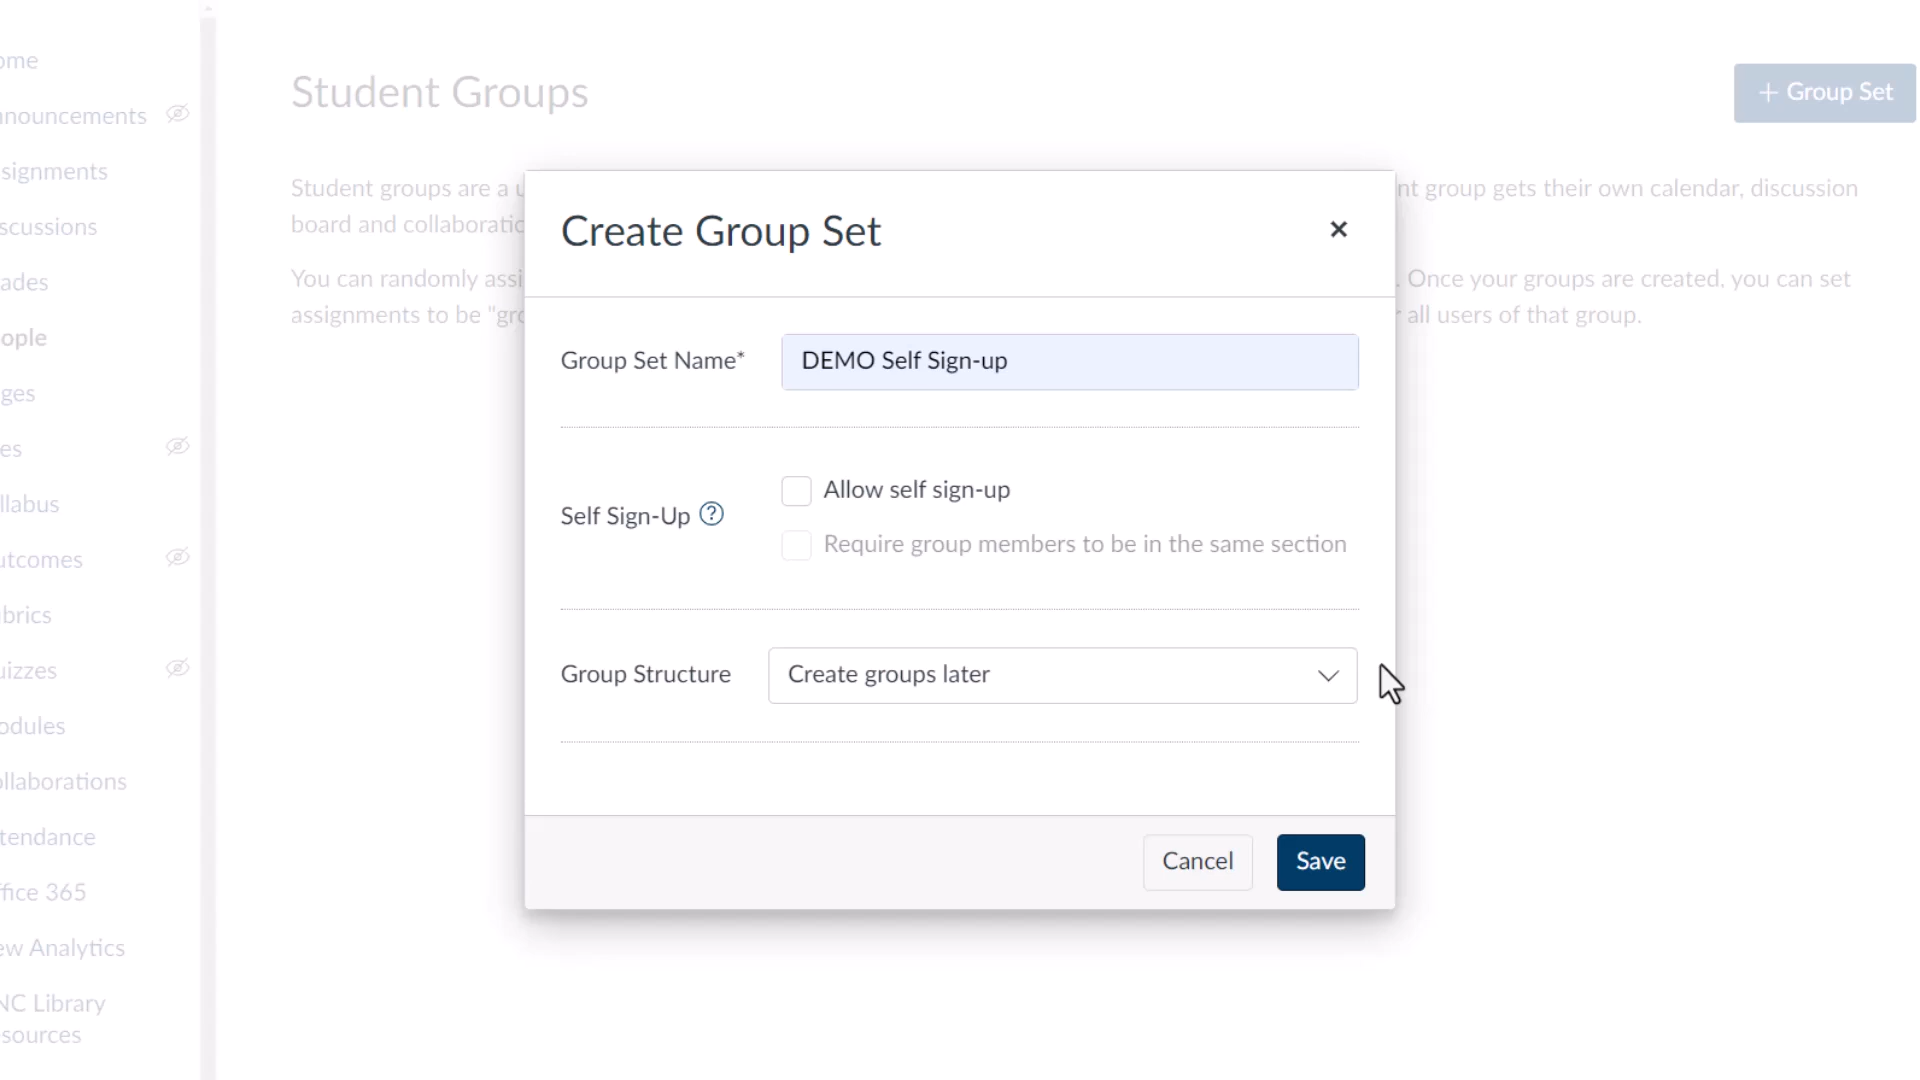 ome
nnouncements
signments
scussions
ades
ople
ges
es
llabus
utcomes
brics
uizzes
odules
ollaborations
tendance
fice 365
ew Analytics
NC Library
sources
Student Groups
+ Group Set
Student groups are a u nt group gets their own calendar, discussion
board and collaboratio
You can randomly assi . Once your groups are created, you can set
assignments to be "gro r all users of that group.
Create Group Set
×
Group Set Name* DEMO Self Sign-up
Self Sign-Up ?
Allow self sign-up
Require group members to be in the same section
Group Structure Create groups later
Cancel Save